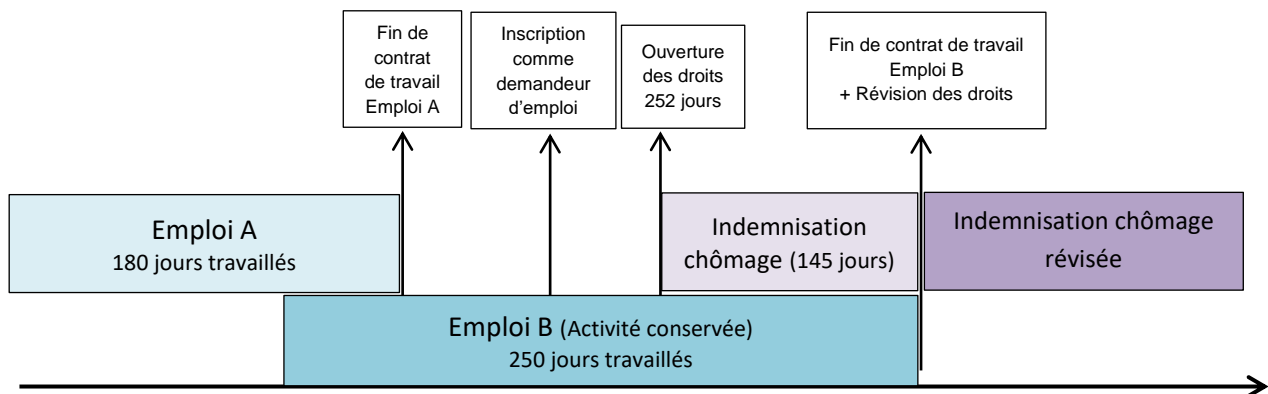 Fin de
contrat
de travail
Emploi A
Inscription
comme
demandeur
d'emploi
Ouverture
des droits
252 jours
Fin de contrat de travail
Emploi B
+ Révision des droits
Emploi A
180 jours travaillés
Indemnisation
chômage (145 jours)
Indemnisation chômage
révisée
Emploi B (Activité conservée)
250 jours travaillés